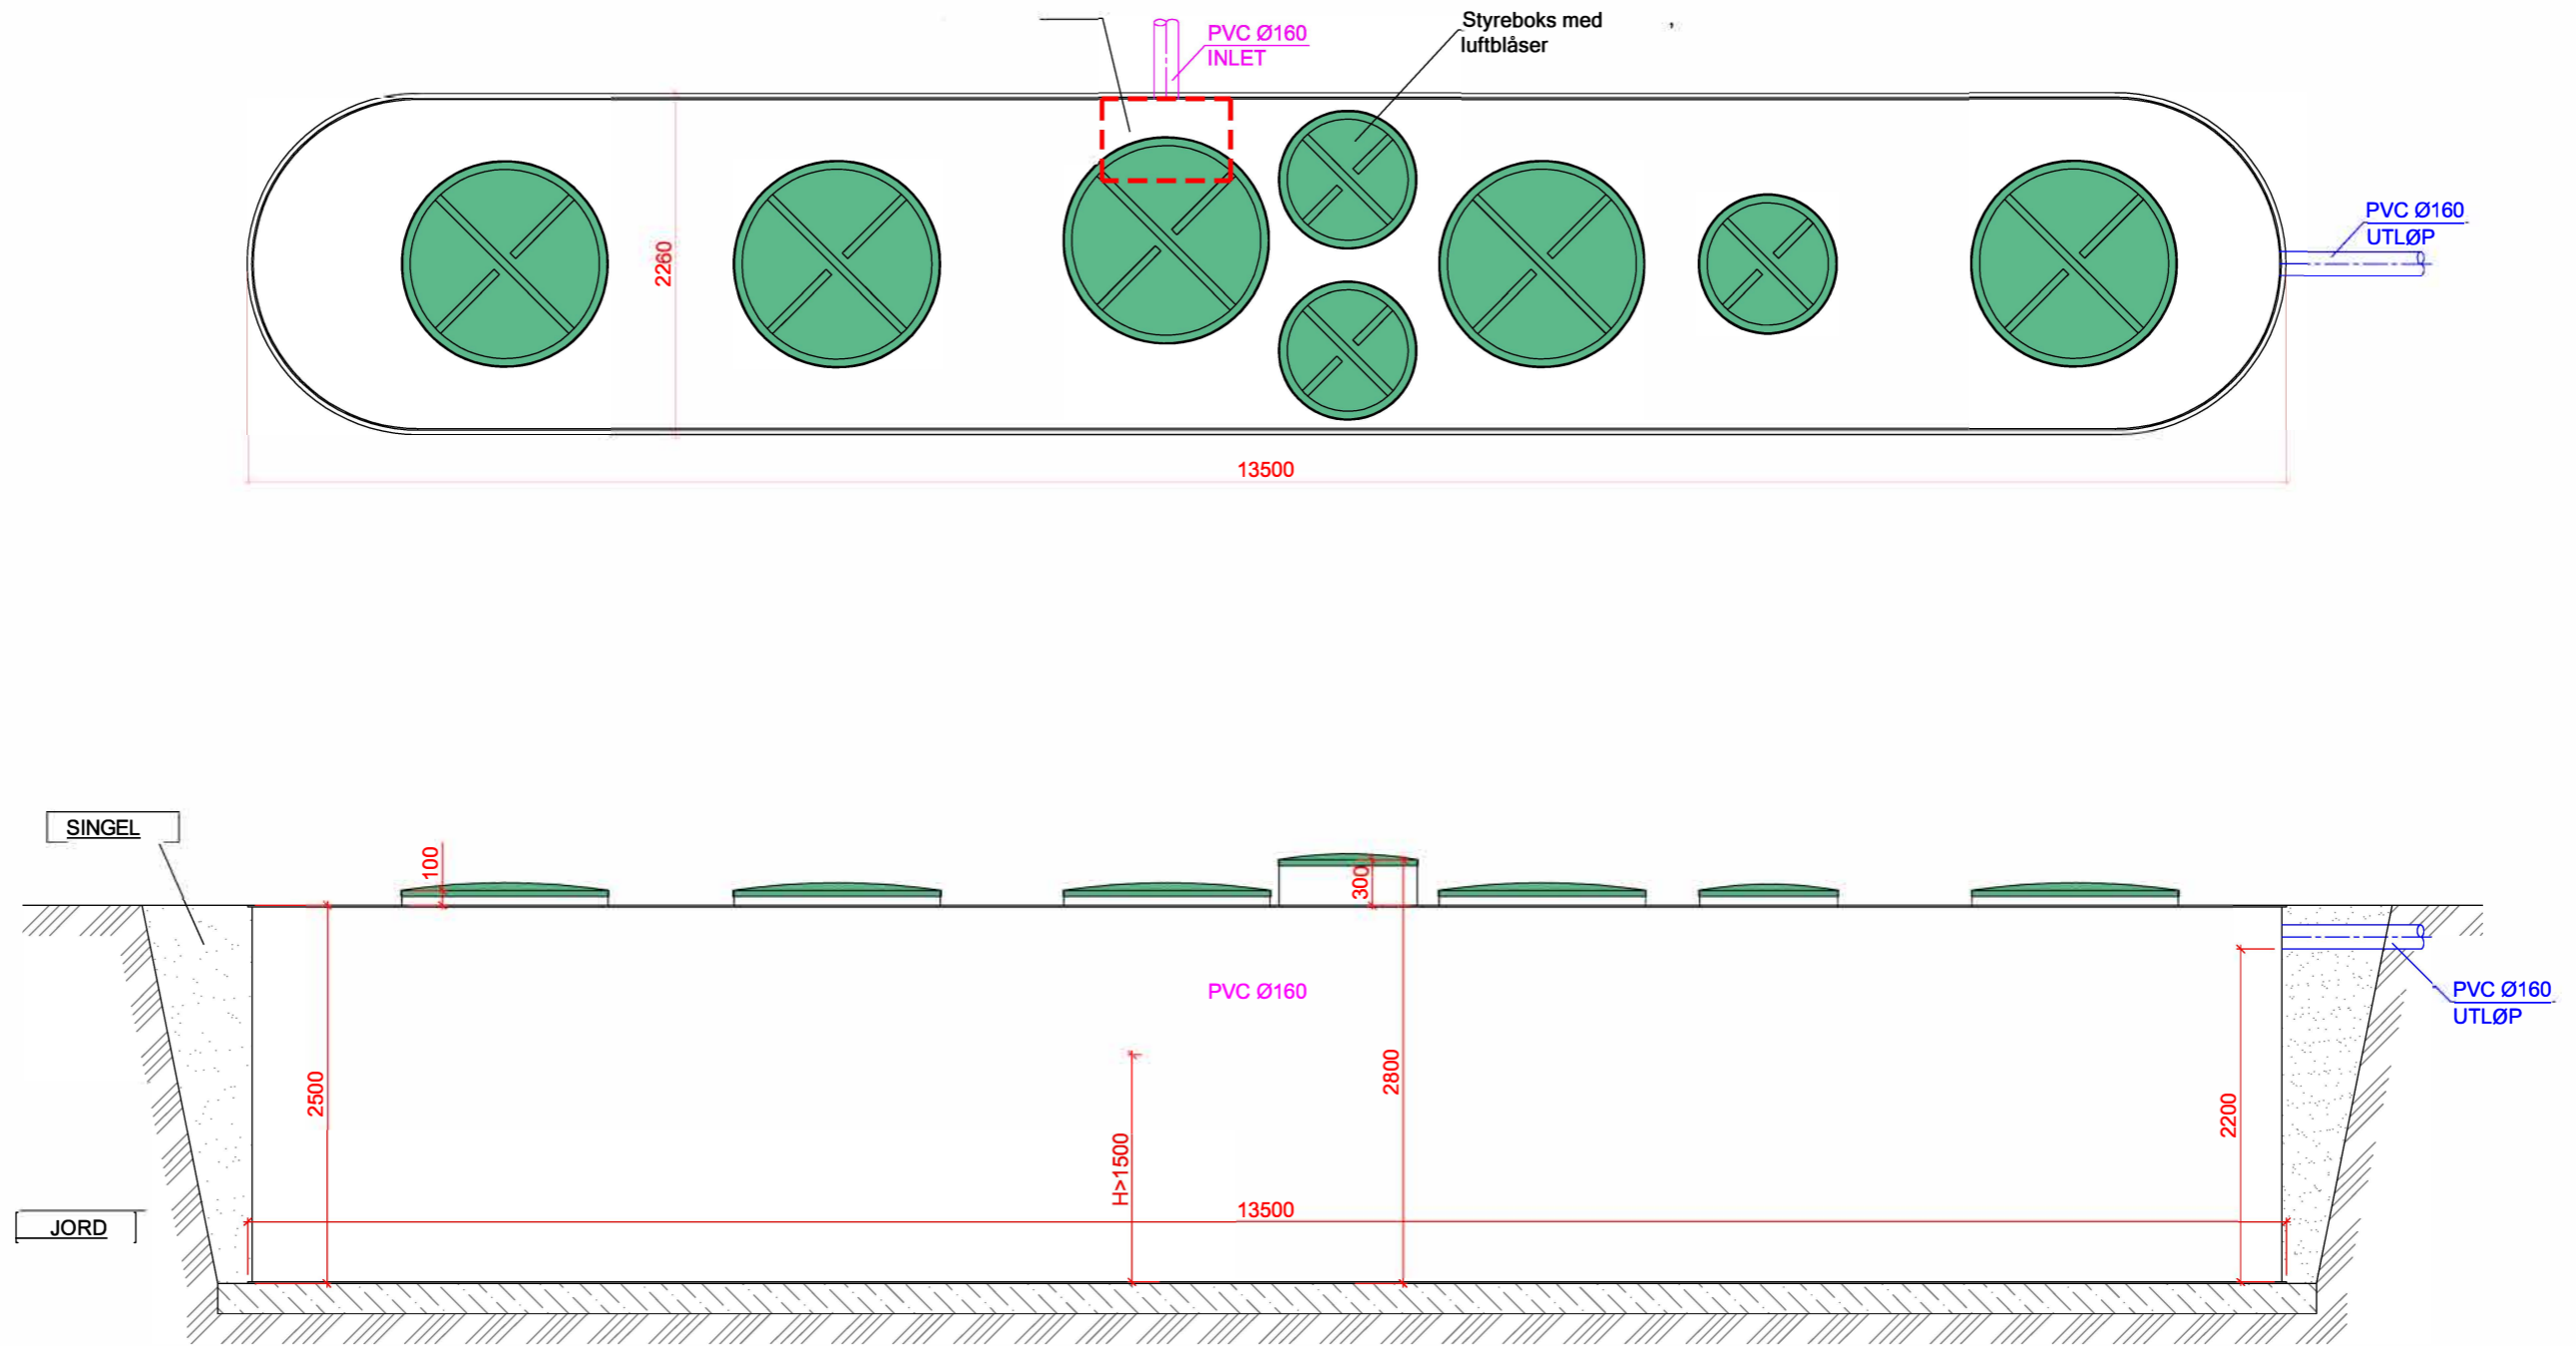 Styreboks med
luftblåser
PVC Ø160
INLET
PVC Ø160
UTLØP
2260
13500
SINGEL
100
300
PVC Ø160
PVC Ø160
UTLØP
2500
2800
2200
H>1500
13500
JORD